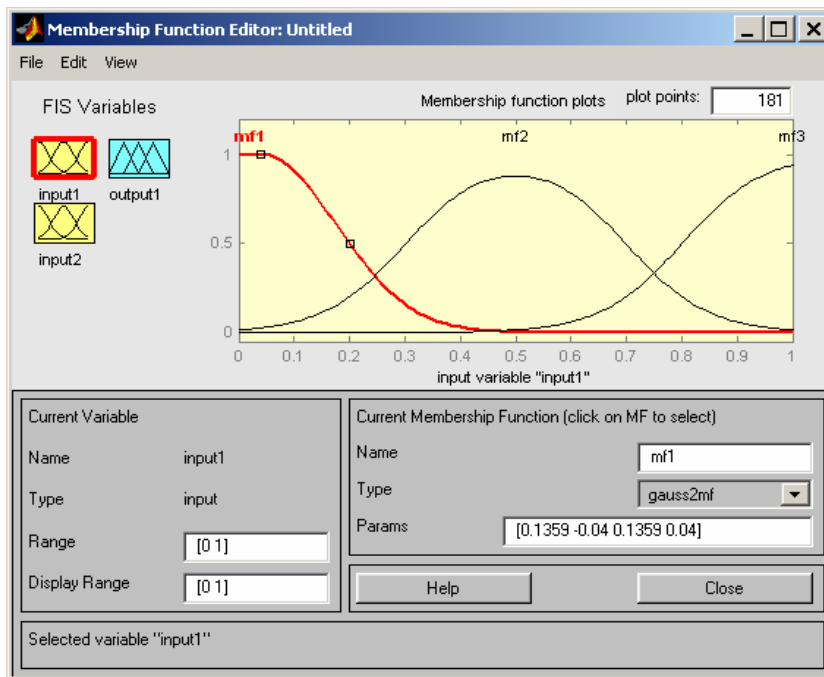 Membership Function Editor: Untitled
File Edit View
FIS Variables
Membership function plots plot points: 181
input1 output1
input2
mf1 mf2 mf3
1
0.5
0
0 0.1 0.2 0.3 0.4 0.5 0.6 0.7 0.8 0.9 1
input variable "input1"
Current Variable
Name input1
Type input
Range [0 1]
Display Range [0 1]
Current Membership Function (click on MF to select)
Name mf1
Type gauss2mf
Params [0.1359 -0.04 0.1359 0.04]
Help Close
Selected variable "input1"